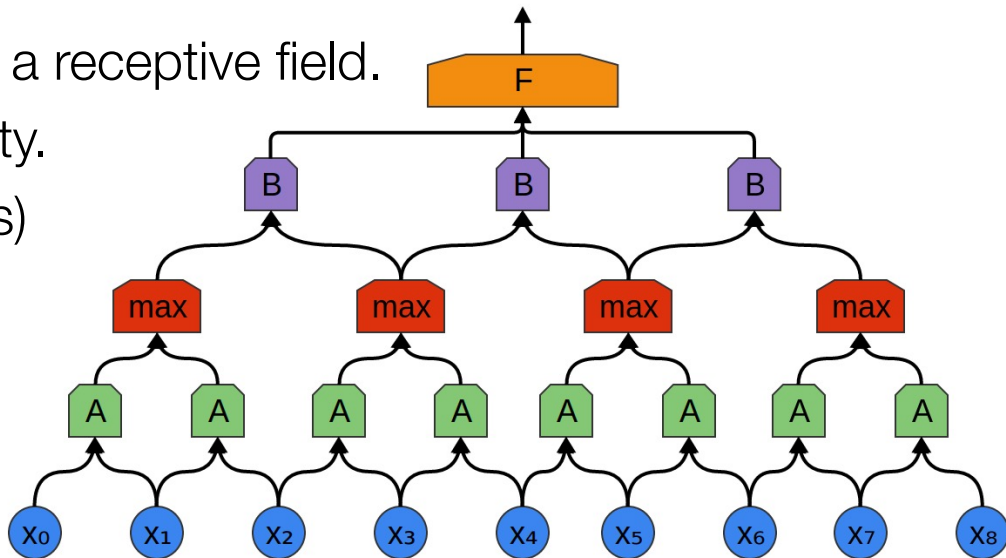 a receptive field.
F
ty.
B B B
s)
max max max max
A A A A A A A A
x₀ x₁ x₂ x₃ x₄ x₅ x₆ x₇ x₈